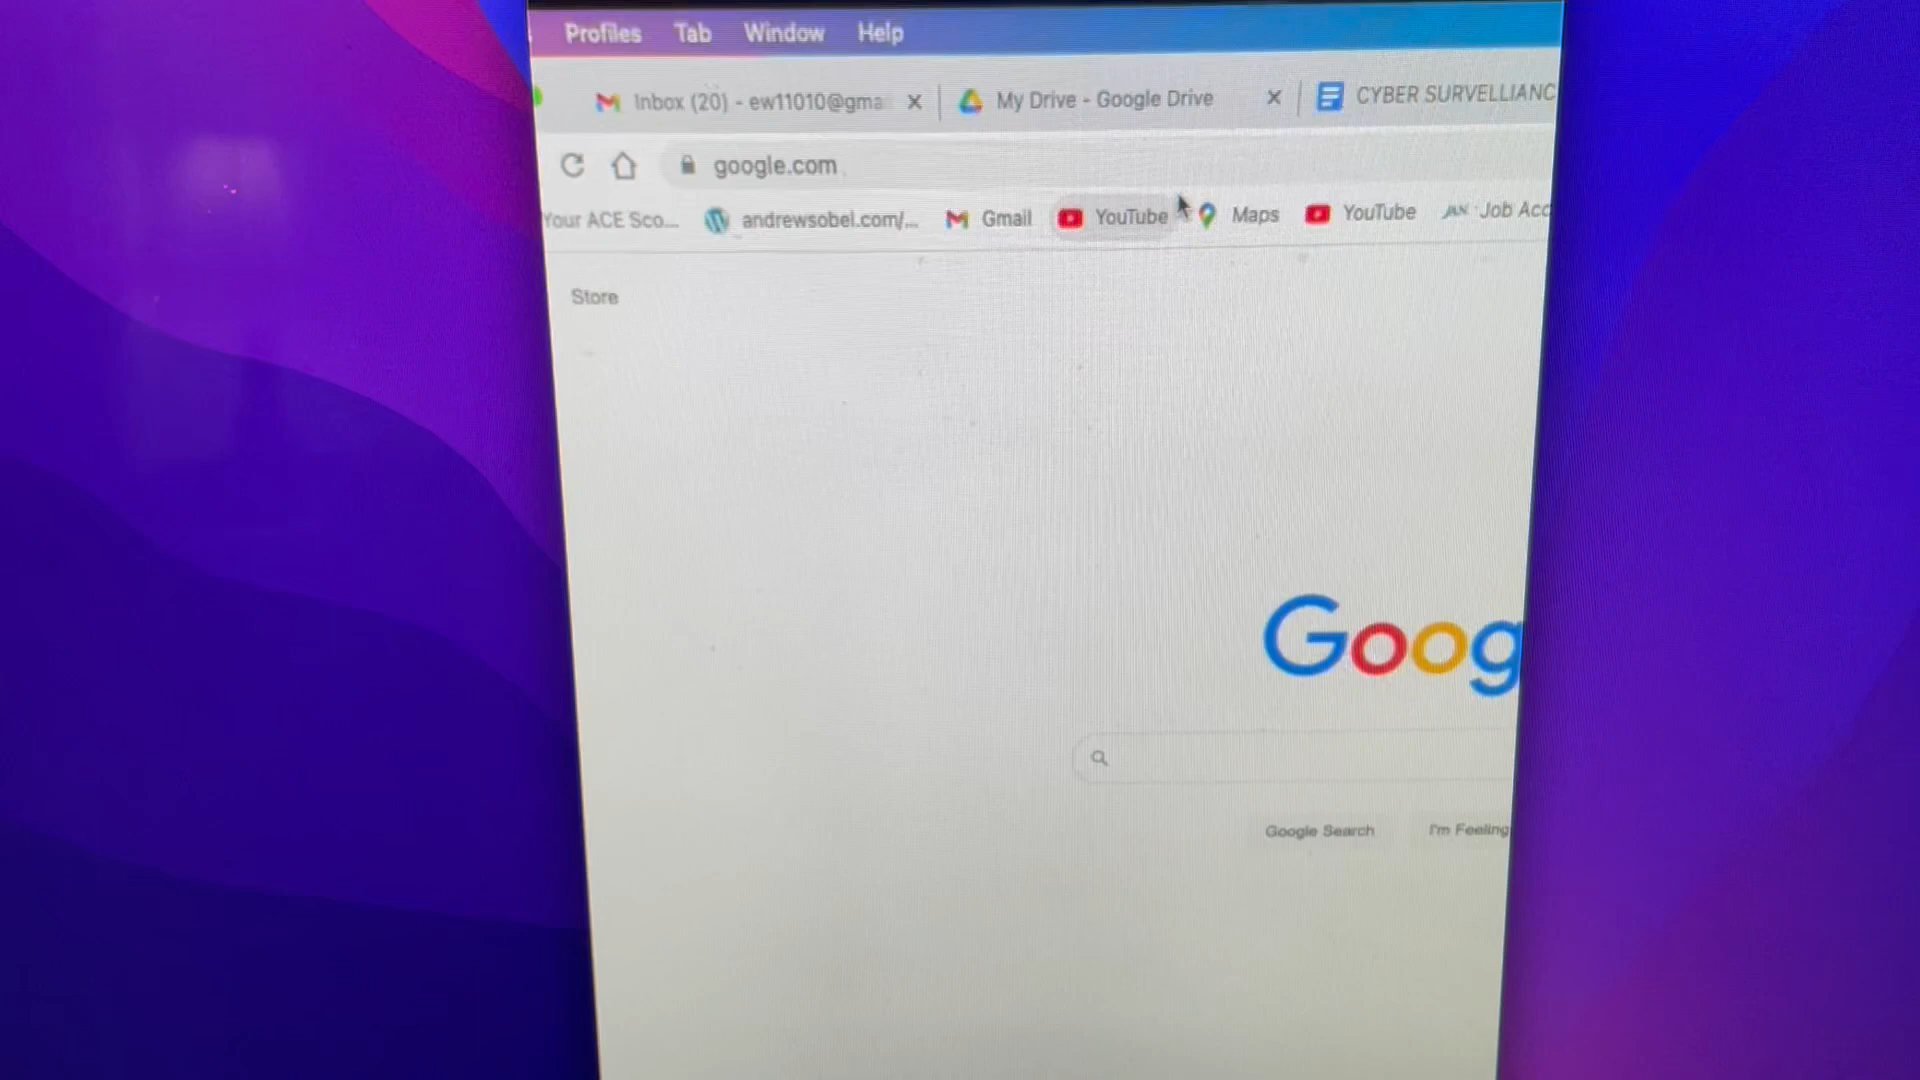 Profiles Tab Window Help
Inbox (20) - ew11010@gma My Drive - Google Drive CYBER SURVELLIANC
google.com
Your ACE Sco... andrewsobel.com/... Gmail YouTube Maps YouTube JAN Job Acc
Store
Goog
Google Search I'm Feeling